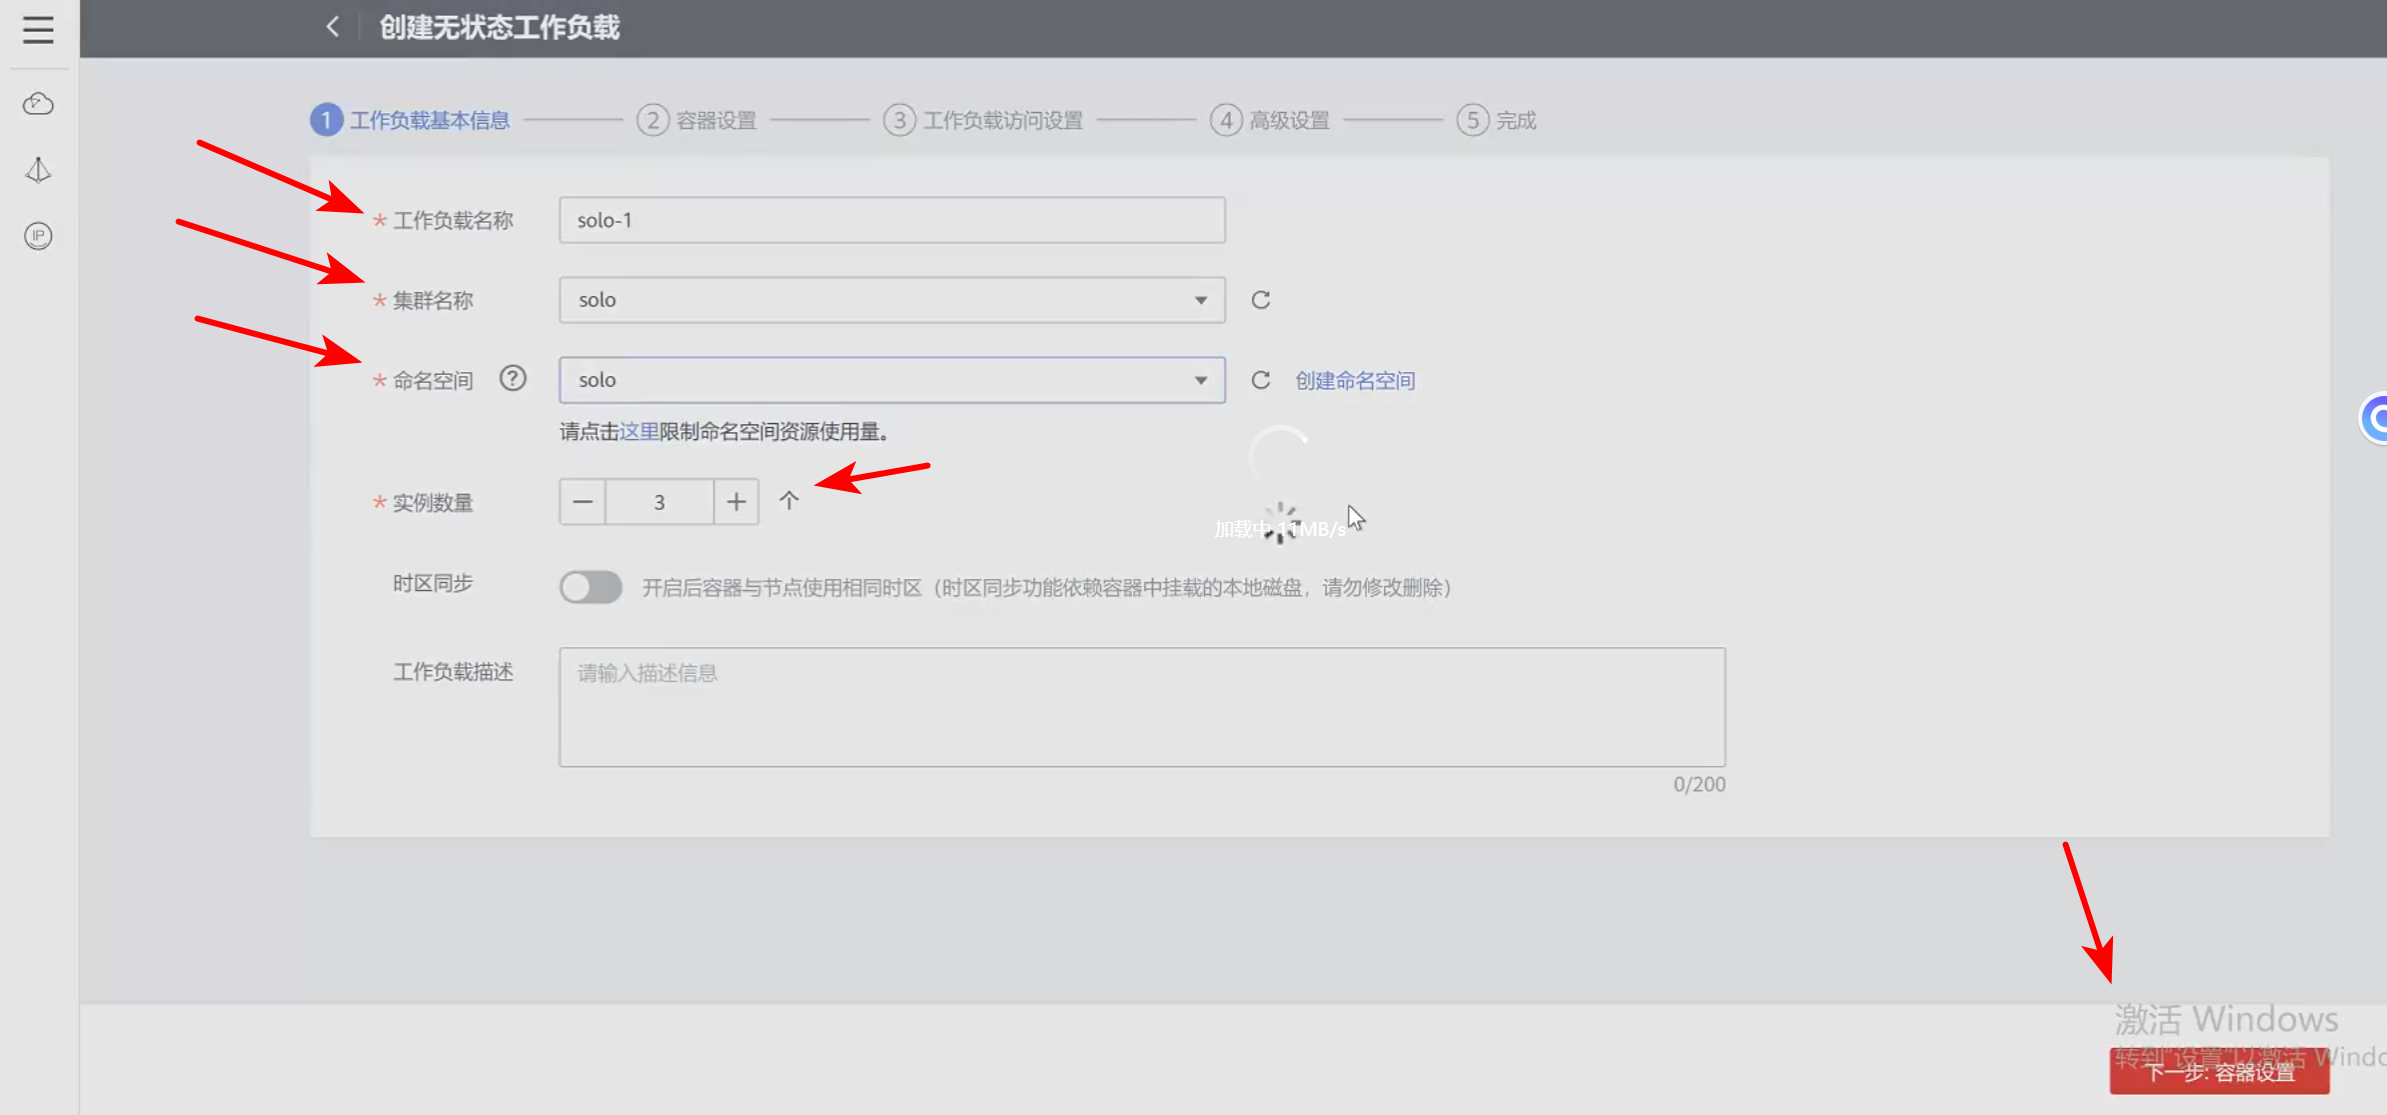 创建无状态工作负载
1 工作负载基本信息 2 容器设置 3 工作负载访问设置 4 高级设置 5 完成
* 工作负载名称 solo-1
* 集群名称 solo
* 命名空间 ? solo 创建命名空间
请点击这里限制命名空间资源使用量。
* 实例数量 — 3 + 个
加载中 11MB/s
时区同步 开启后容器与节点使用相同时区（时区同步功能依赖容器中挂载的本地磁盘，请勿修改删除）
工作负载描述 请输入描述信息
0/200
IP
激活 Windows
转到"设置"以激活 Windo
下一步: 容器设置